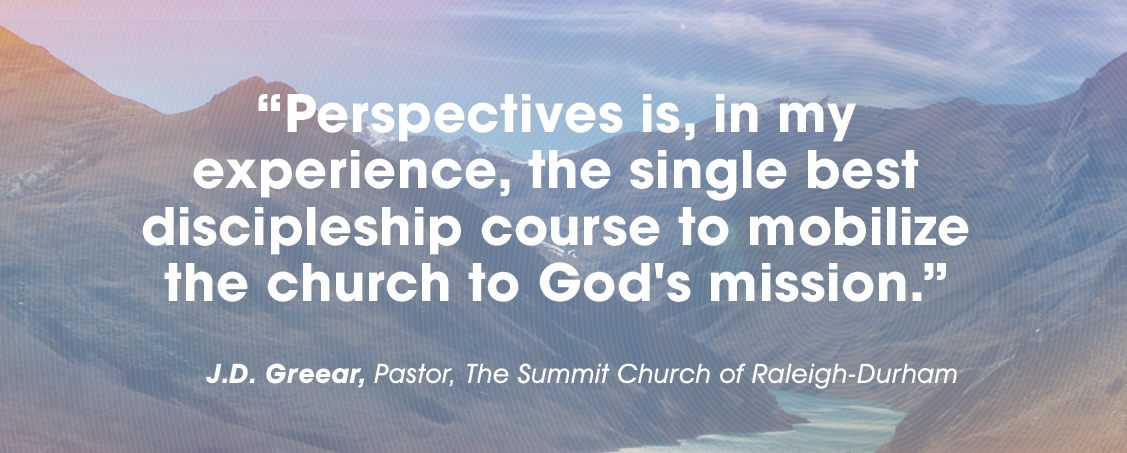 “Perspectives is, in my
experience, the single best
discipleship course to mobilize
the church to God's mission.”
J.D. Greear, Pastor, The Summit Church of Raleigh-Durham